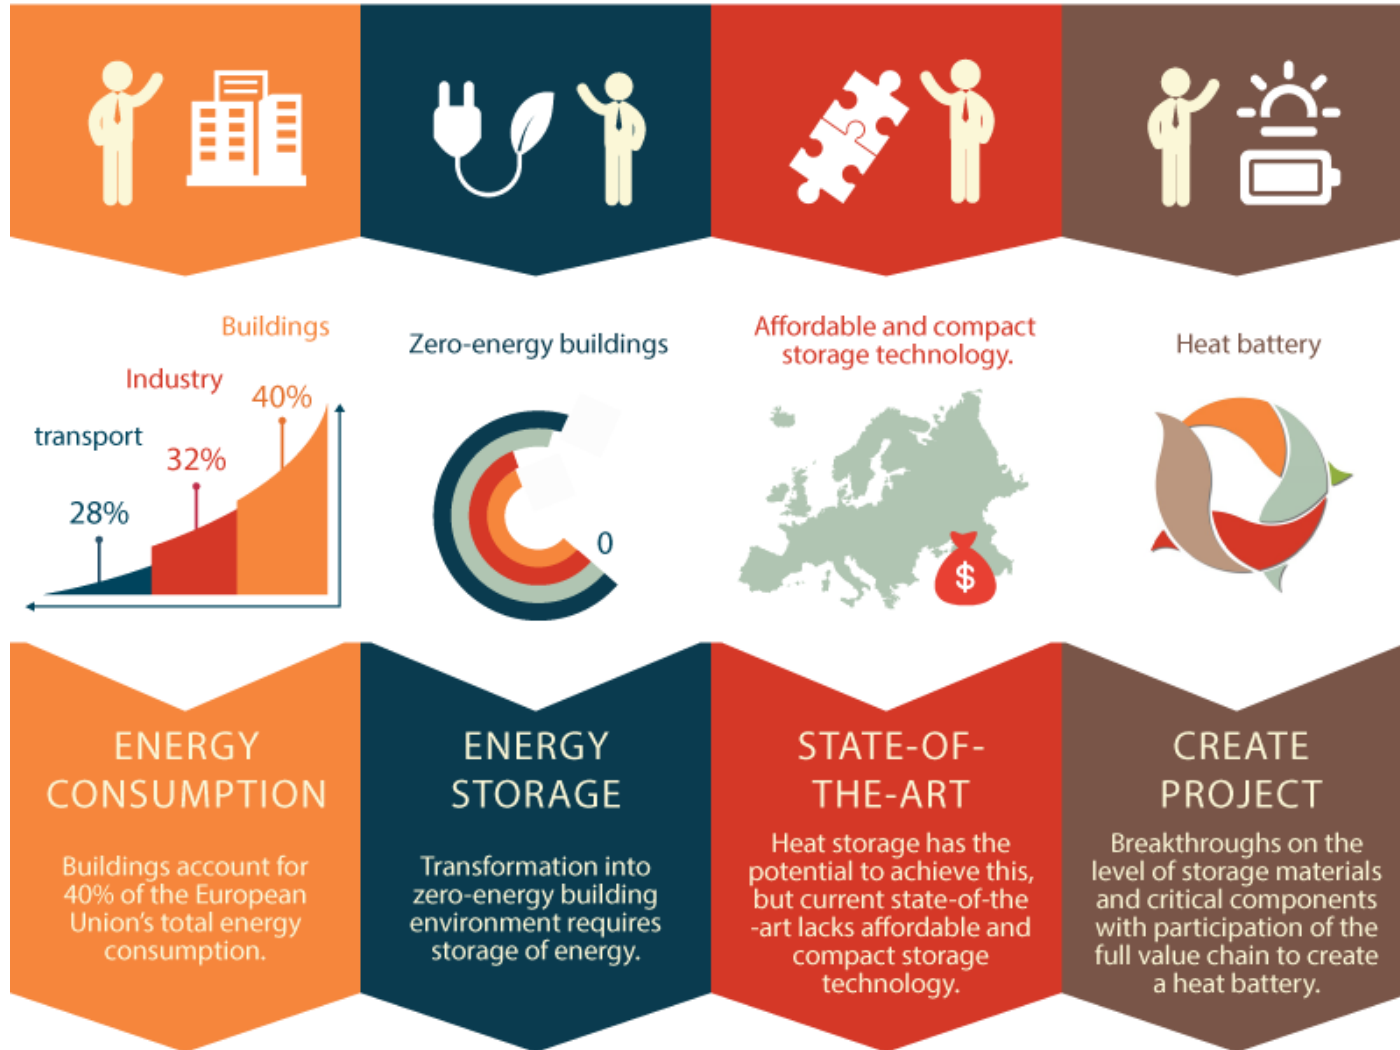 Buildings
Industry
40%
transport
32%
28%
Zero-energy buildings
0
Affordable and compact
storage technology.
$
Heat battery
ENERGY
CONSUMPTION
Buildings account for
40% of the European
Union's total energy
consumption.
ENERGY
STORAGE
Transformation into
zero-energy building
environment requires
storage of energy.
STATE-OF-
THE-ART
Heat storage has the
potential to achieve this,
but current state-of-the
-art lacks affordable and
compact storage
technology.
CREATE
PROJECT
Breakthroughs on the
level of storage materials
and critical components
with participation of the
full value chain to create
a heat battery.